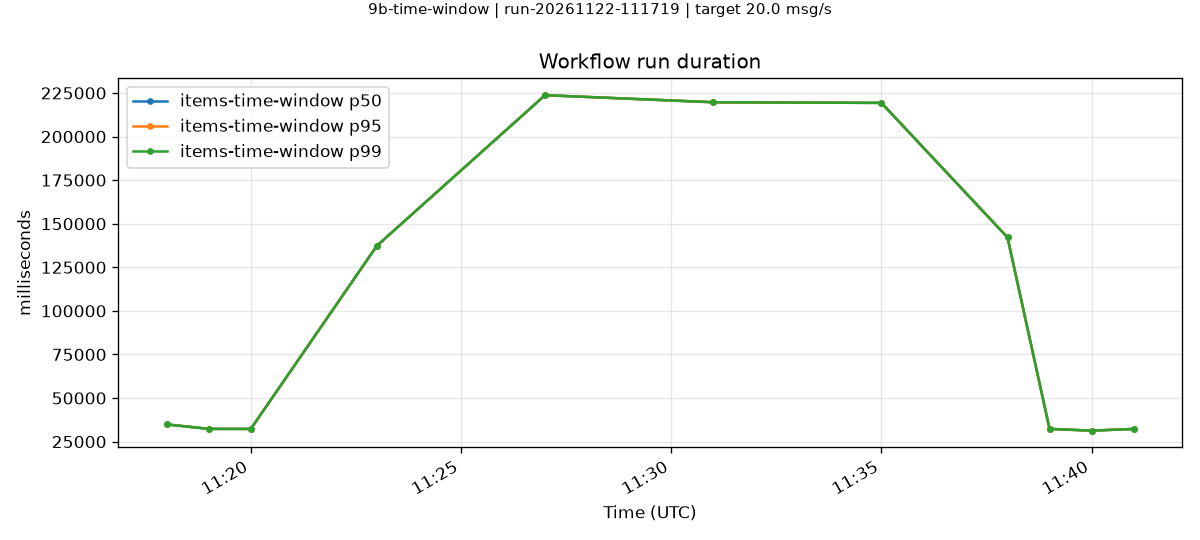 9b-time-window | run-20261122-111719 | target 20.0 msg/s
Workflow run duration
items-time-window p50
items-time-window p95
items-time-window p99
225000
200000
175000
150000
125000
100000
75000
50000
25000
milliseconds
11:20
11:25
11:30
11:35
11:40
Time (UTC)